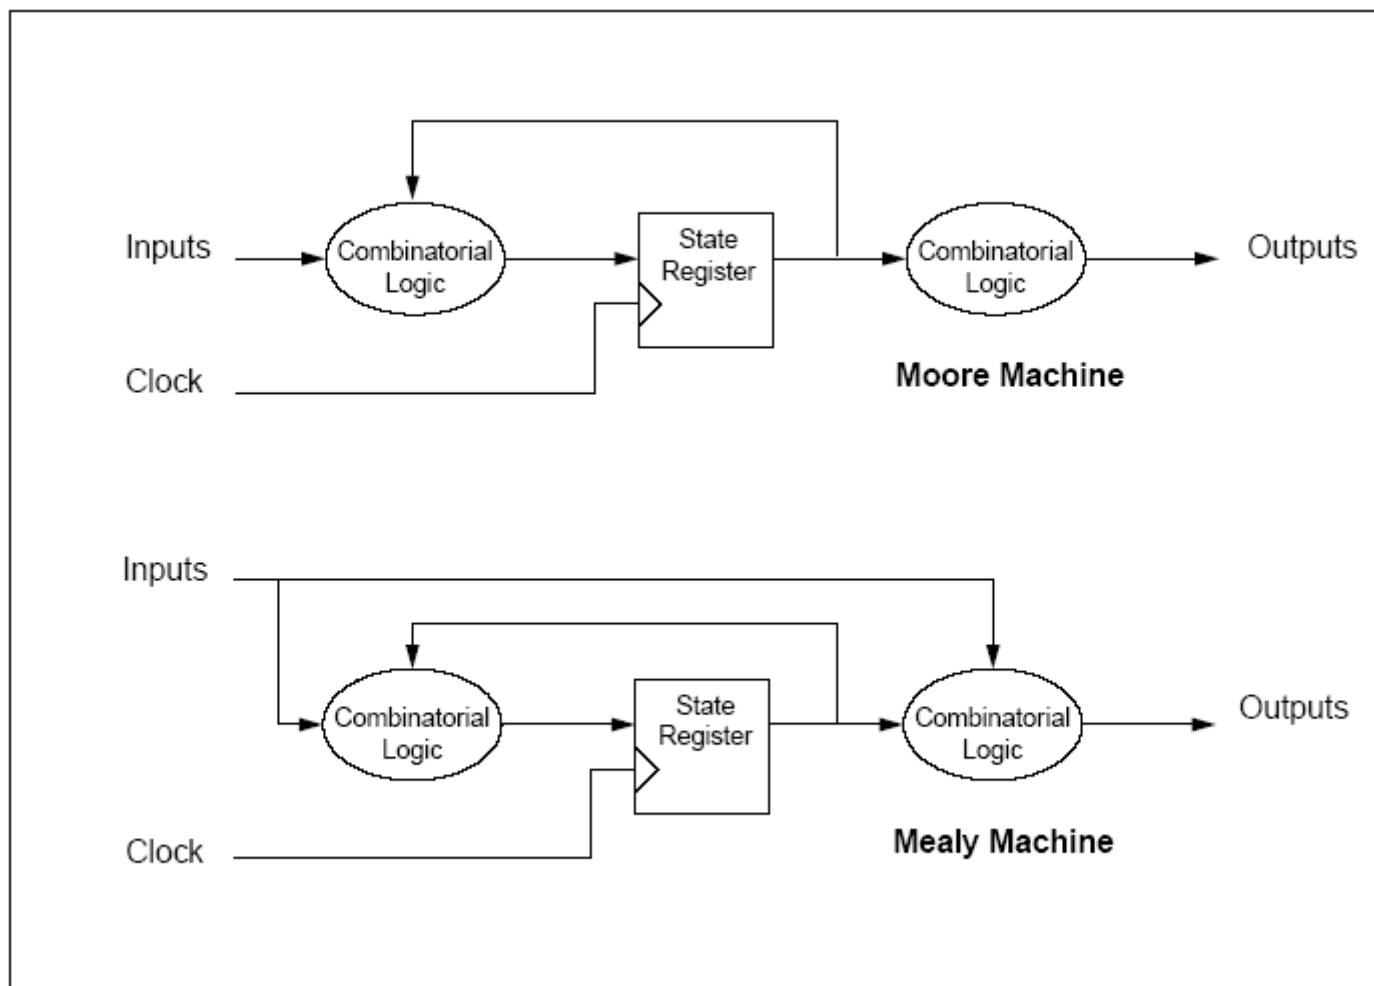 Inputs
Combinatorial
Logic
State
Register
Combinatorial
Logic
Outputs
Clock
Moore Machine
Inputs
Combinatorial
Logic
State
Register
Combinatorial
Logic
Outputs
Clock
Mealy Machine